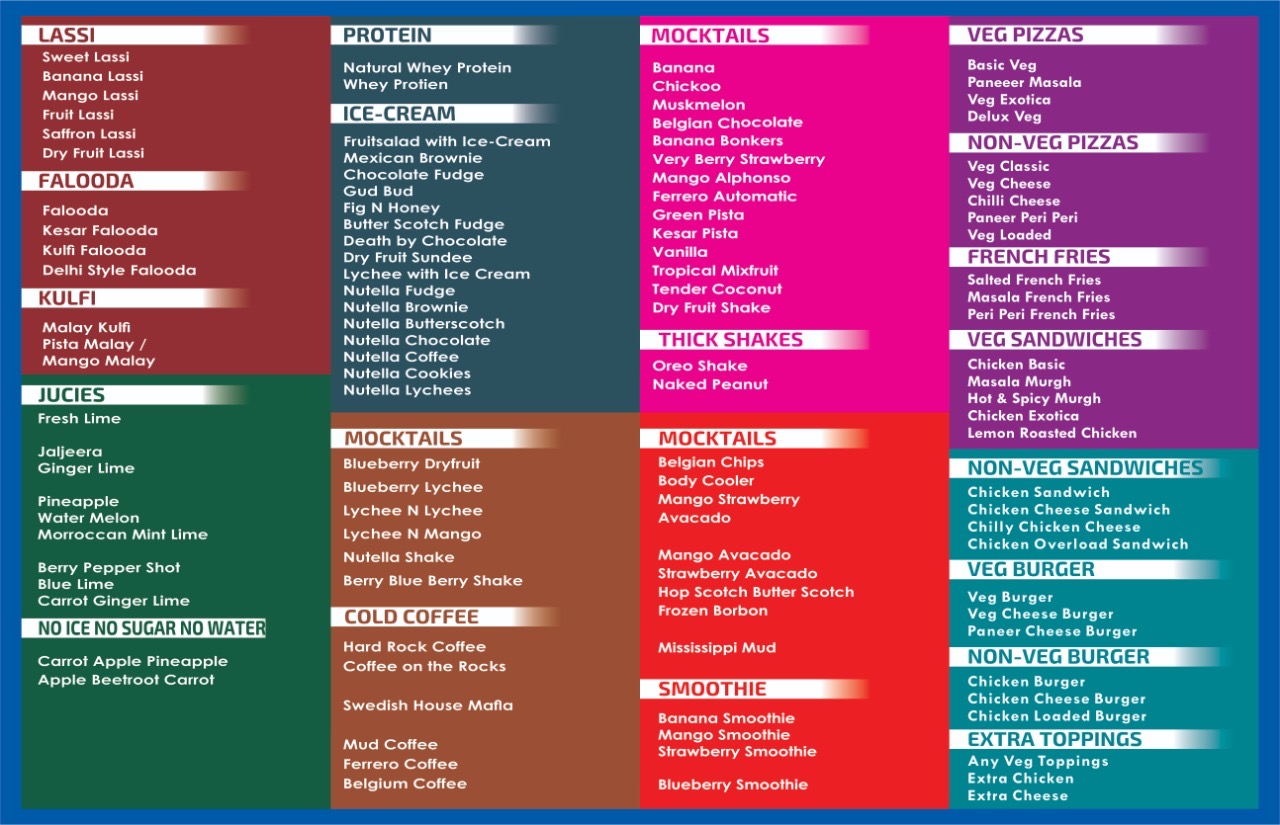 LASSI
Sweet Lassi
Banana Lassi
Mango Lassi
Fruit Lassi
Saffron Lassi
Dry Fruit Lassi
FALOODA
Falooda
Kesar Falooda
Kulfi Falooda
Delhi Style Falooda
KULFI
Malay Kulfi
Pista Malay /
Mango Malay
JUCIES
Fresh Lime
Jaljeera
Ginger Lime
Pineapple
Water Melon
Morroccan Mint Lime
Berry Pepper Shot
Blue Lime
Carrot Ginger Lime
NO ICE NO SUGAR NO WATER
Carrot Apple Pineapple
Apple Beetroot Carrot
PROTEIN
Natural Whey Protein
Whey Protien
ICE-CREAM
Fruitsalad with Ice-Cream
Mexican Brownie
Chocolate Fudge
Gud Bud
Fig N Honey
Butter Scotch Fudge
Death by Chocolate
Dry Fruit Sundee
Lychee with Ice Cream
Nutella Fudge
Nutella Brownie
Nutella Butterscotch
Nutella Chocolate
Nutella Coffee
Nutella Cookies
Nutella Lychees
MOCKTAILS
Blueberry Dryfruit
Blueberry Lychee
Lychee N Lychee
Lychee N Mango
Nutella Shake
Berry Blue Berry Shake
COLD COFFEE
Hard Rock Coffee
Coffee on the Rocks
Swedish House Mafia
Mud Coffee
Ferrero Coffee
Belgium Coffee
MOCKTAILS
Banana
Chickoo
Muskmelon
Belgian Chocolate
Banana Bonkers
Very Berry Strawberry
Mango Alphonso
Ferrero Automatic
Green Pista
Kesar Pista
Vanilla
Tropical Mixfruit
Tender Coconut
Dry Fruit Shake
THICK SHAKES
Oreo Shake
Naked Peanut
MOCKTAILS
Belgian Chips
Body Cooler
Mango Strawberry
Avacado
Mango Avacado
Strawberry Avacado
Hop Scotch Butter Scotch
Frozen Borbon
Mississippi Mud
SMOOTHIE
Banana Smoothie
Mango Smoothie
Strawberry Smoothie
Blueberry Smoothie
VEG PIZZAS
Basic Veg
Paneeer Masala
Veg Exotica
Delux Veg
NON-VEG PIZZAS
Veg Classic
Veg Cheese
Chilli Cheese
Paneer Peri Peri
Veg Loaded
FRENCH FRIES
Salted French Fries
Masala French Fries
Peri Peri French Fries
VEG SANDWICHES
Chicken Basic
Masala Murgh
Hot & Spicy Murgh
Chicken Exotica
Lemon Roasted Chicken
NON-VEG SANDWICHES
Chicken Sandwich
Chicken Cheese Sandwich
Chilly Chicken Cheese
Chicken Overload Sandwich
VEG BURGER
Veg Burger
Veg Cheese Burger
Paneer Cheese Burger
NON-VEG BURGER
Chicken Burger
Chicken Cheese Burger
Chicken Loaded Burger
EXTRA TOPPINGS
Any Veg Toppings
Extra Chicken
Extra Cheese